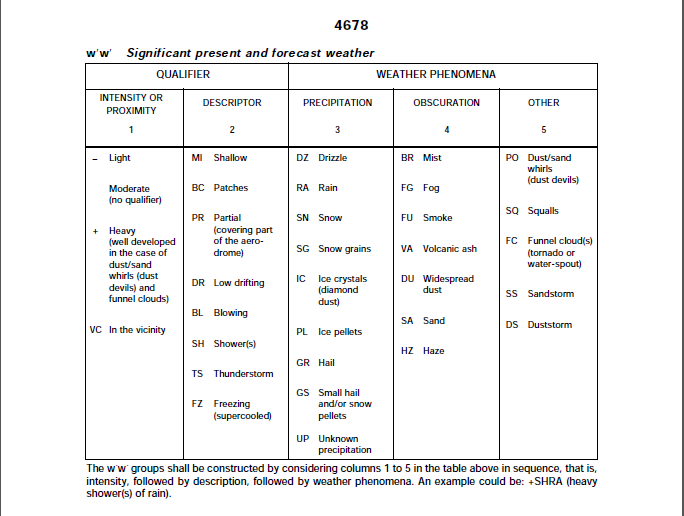 4678
w'w' Significant present and forecast weather
QUALIFIER
WEATHER PHENOMENA
INTENSITY OR
PROXIMITY
1
DESCRIPTOR
2
PRECIPITATION
3
OBSCURATION
4
OTHER
5
– Light
Moderate
(no qualifier)
+ Heavy
(well developed
in the case of
dust/sand
whirls (dust
devils) and
funnel clouds)
VC In the vicinity
MI Shallow
BC Patches
PR Partial
(covering part
of the aero-
drome)
DR Low drifting
BL Blowing
SH Shower(s)
TS Thunderstorm
FZ Freezing
(supercooled)
DZ Drizzle
RA Rain
SN Snow
SG Snow grains
IC Ice crystals
(diamond
dust)
PL Ice pellets
GR Hail
GS Small hail
and/or snow
pellets
UP Unknown
precipitation
BR Mist
FG Fog
FU Smoke
VA Volcanic ash
DU Widespread
dust
SA Sand
HZ Haze
PO Dust/sand
whirls
(dust devils)
SQ Squalls
FC Funnel cloud(s)
(tornado or
water-spout)
SS Sandstorm
DS Duststorm
The w'w' groups shall be constructed by considering columns 1 to 5 in the table above in sequence, that is,
intensity, followed by description, followed by weather phenomena. An example could be: +SHRA (heavy
shower(s) of rain).